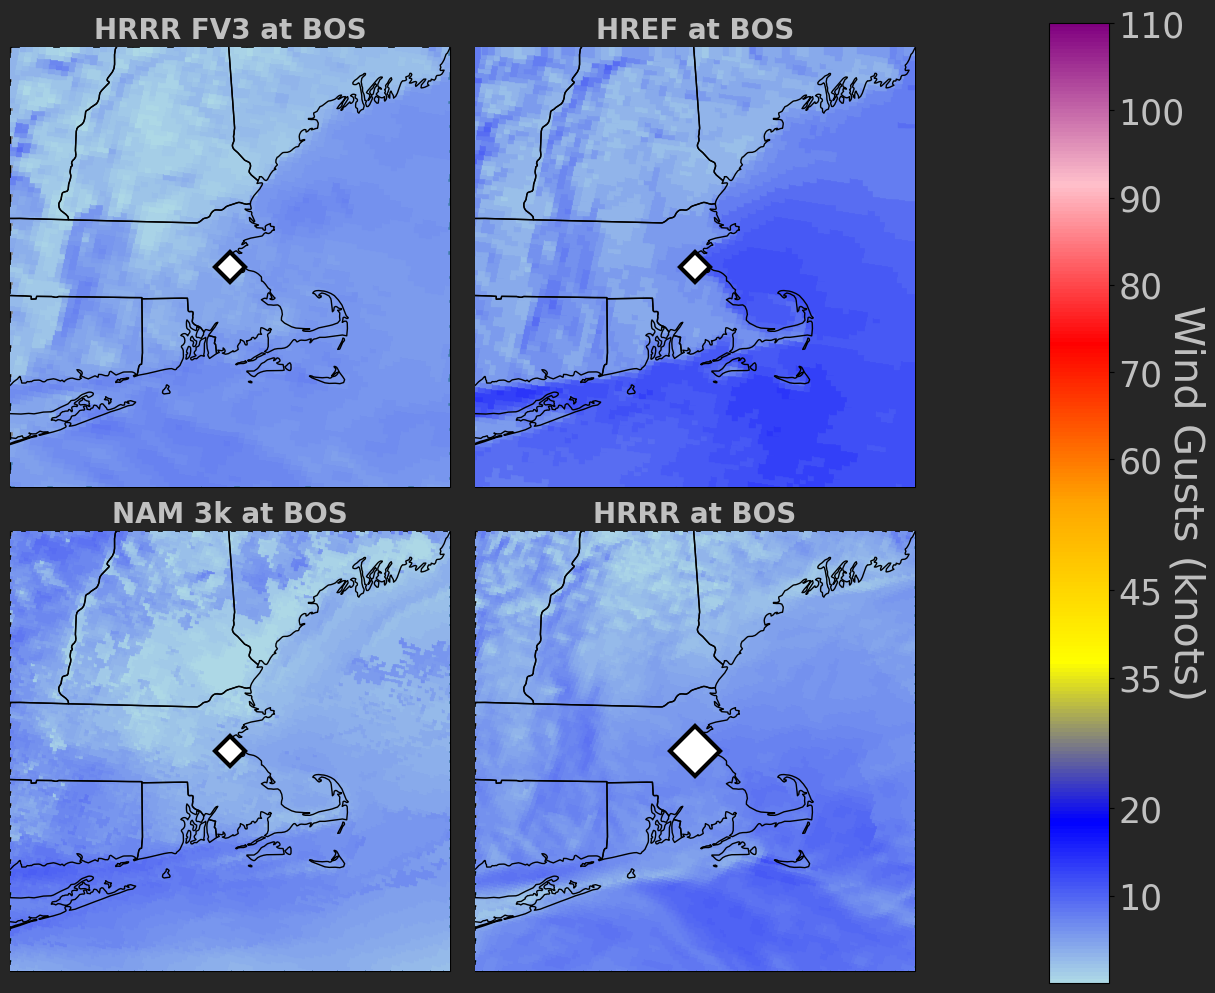 HRRR FV3 at BOS
HREF at BOS
NAM 3k at BOS
HRRR at BOS
110
100
90
80
70
60
45
35
20
10
Wind Gusts (knots)